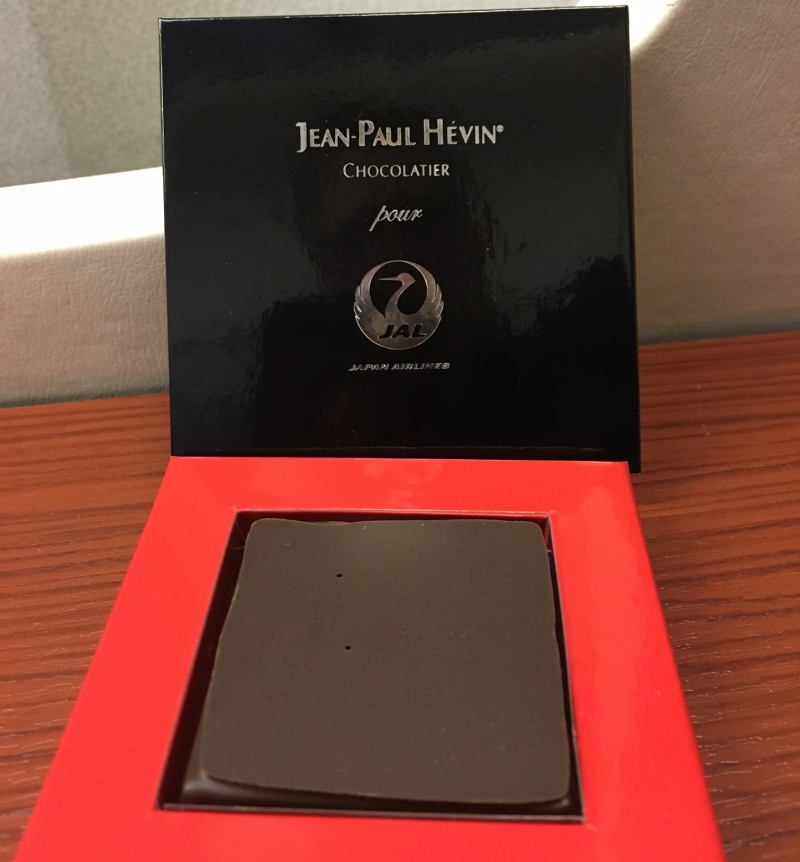 JEAN-PAUL HÉVIN®
CHOCOLATIER
pour
JAL
JAPAN AIRLINES